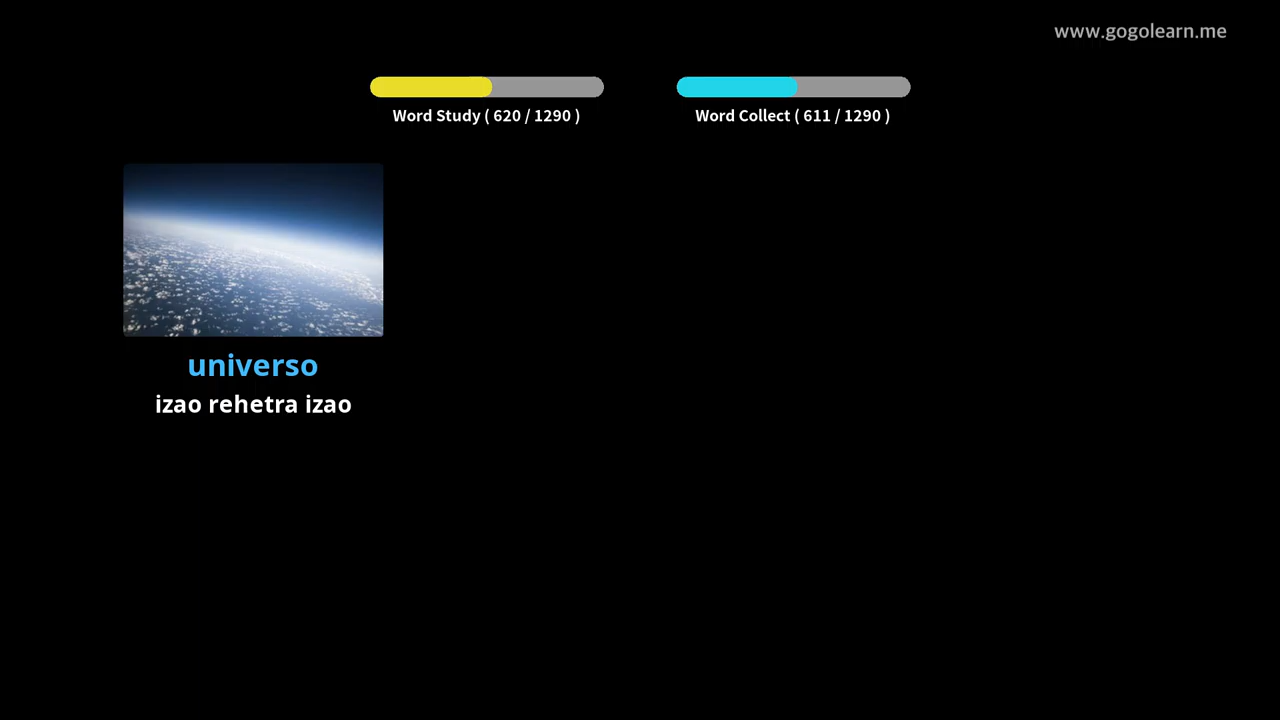 www.gogolearn.me
Word Study ( 620 / 1290 )
Word Collect ( 611 / 1290 )
universo
izao rehetra izao